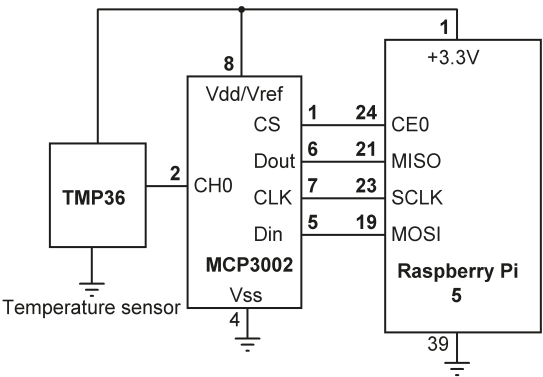 1
+3.3V
8
Vdd/Vref
CS 1 24 CE0
Dout 6 21 MISO
2 CH0
CLK 7 23 SCLK
TMP36
Din 5 19 MOSI
MCP3002
Raspberry Pi
5
Vss
Temperature sensor
4
39